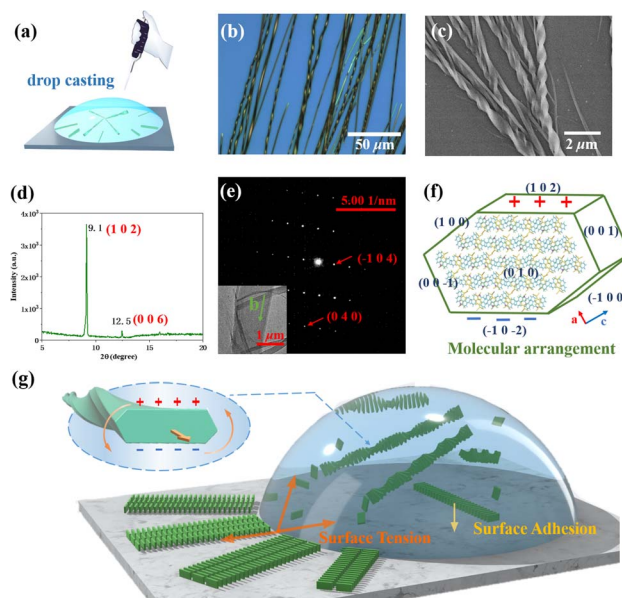 (a)
drop casting
(b)
50 μm
(c)
2 μm
(d)
Intensity (a.u.)
4x10³
3x10³
2x10³
1x10³
0
9.1 (1 0 2)
12.5 (0 0 6)
5 10 15 20
2θ (degree)
(e)
5.00 1/nm
(-1 0 4)
(0 4 0)
b
1 μm
(f)
(1 0 2)
+ + +
(1 0 0)
(0 0 1)
(0 1 0)
(0 0 -1)
(-1 0 0)
(-1 0 -2)
a
c
Molecular arrangement
(g)
+ + + +
- - - -
Surface Tension
Surface Adhesion